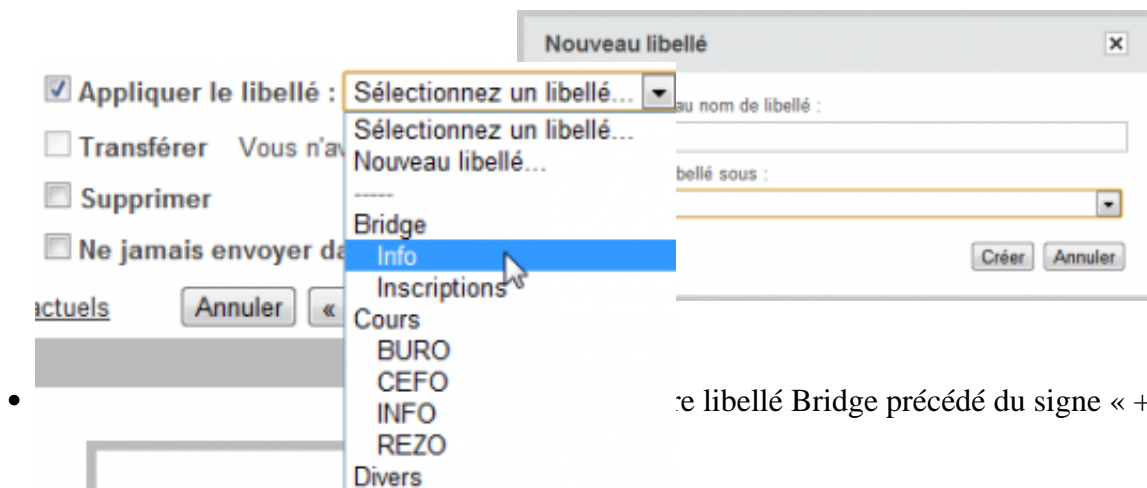 Nouveau libellé
Appliquer le libellé : Sélectionnez un libellé...
au nom de libellé :
Sélectionnez un libellé...
Transférer Vous n'av
Nouveau libellé...
bellé sous :
-----
Supprimer
Bridge
Ne jamais envoyer da
Info
Créer Annuler
Inscriptions
actuels Annuler «
Cours
BURO
CEFO
re libellé Bridge précédé du signe « +
INFO
REZO
Divers